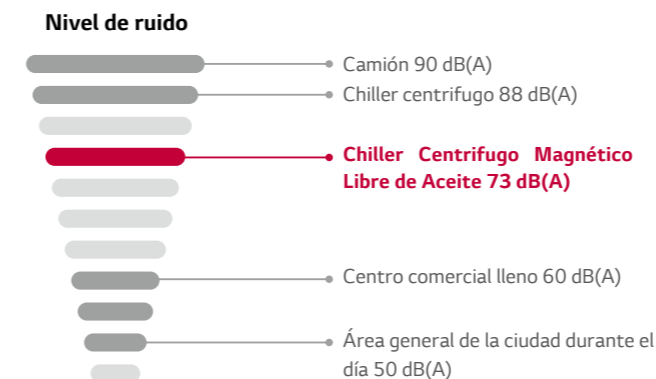 Nivel de ruido
Camión 90 dB(A)
Chiller centrifugo 88 dB(A)
Chiller Centrifugo Magnético
Libre de Aceite 73 dB(A)
Centro comercial lleno 60 dB(A)
Área general de la ciudad durante el
día 50 dB(A)